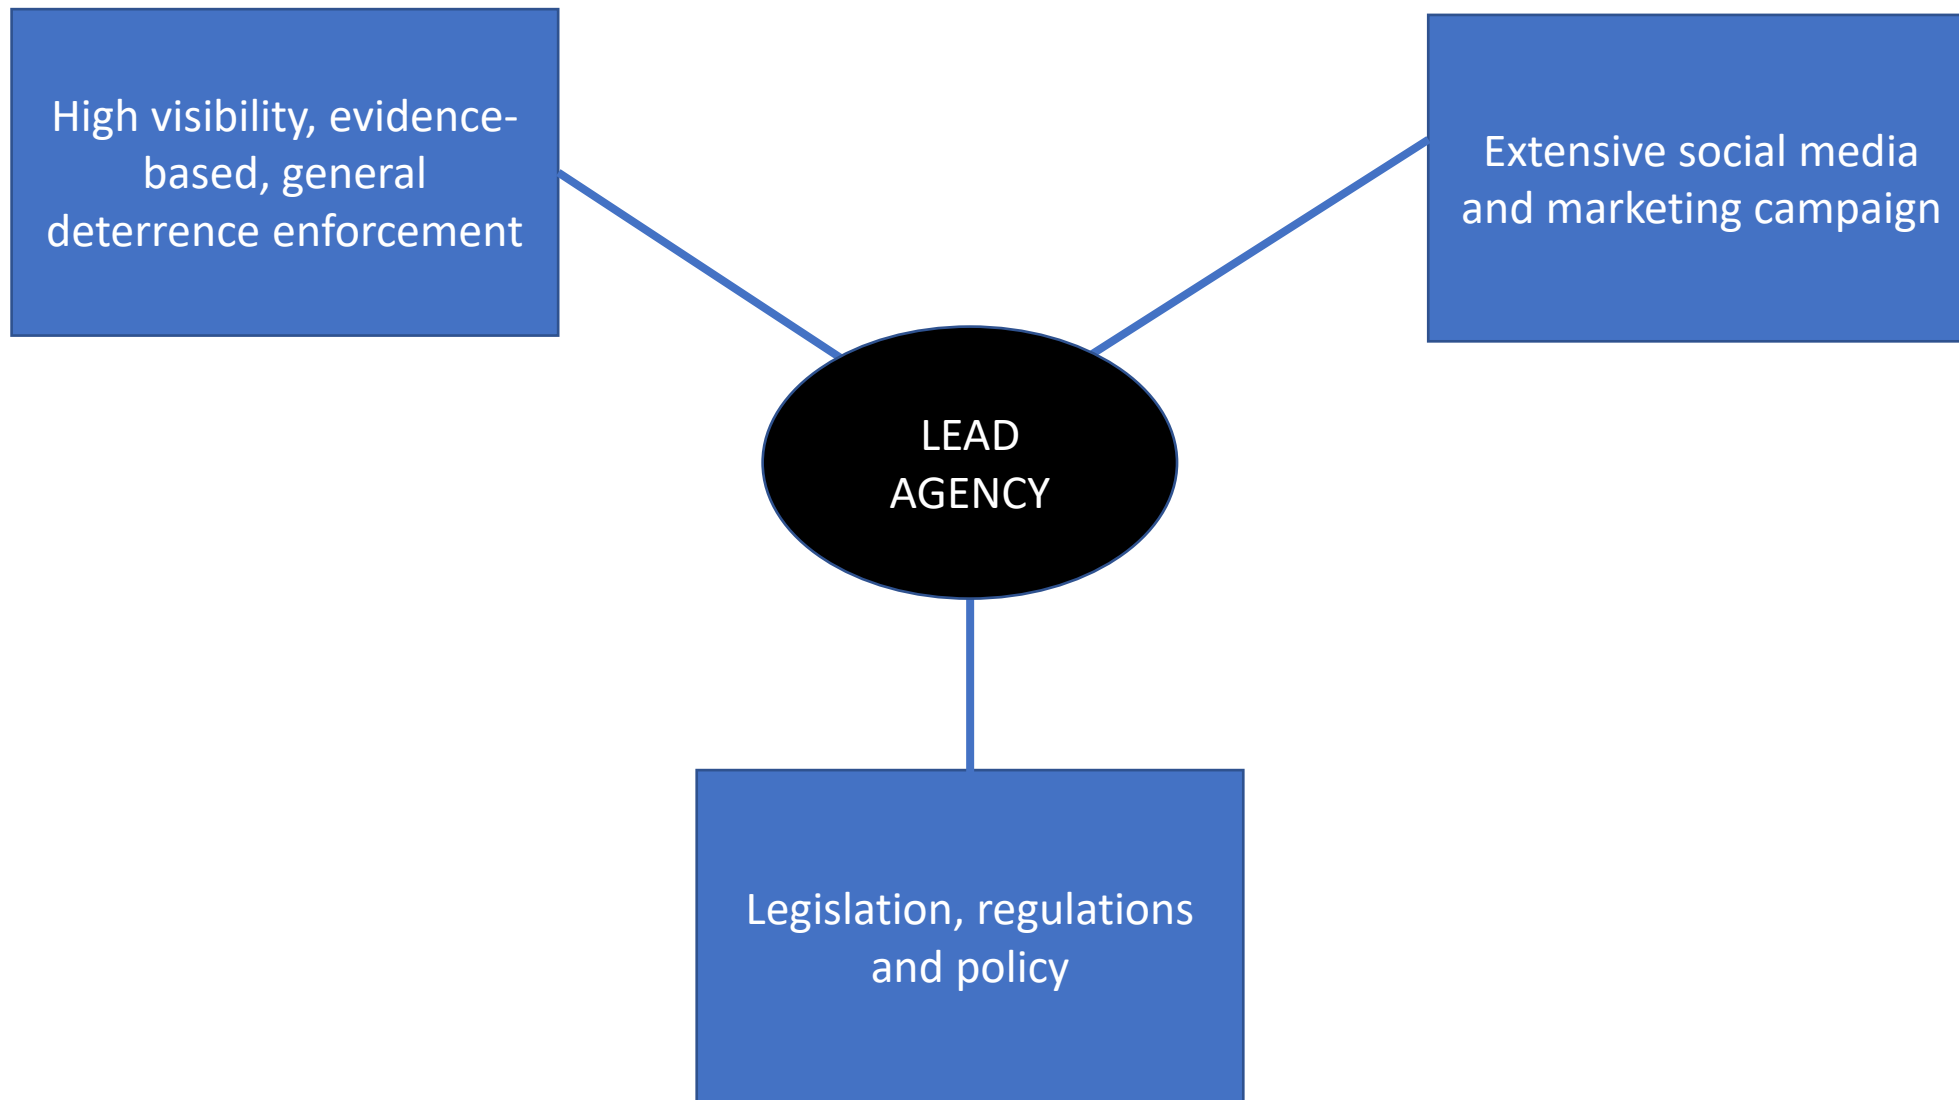 High visibility, evidence-
based, general
deterrence enforcement
Extensive social media
and marketing campaign
LEAD
AGENCY
Legislation, regulations
and policy